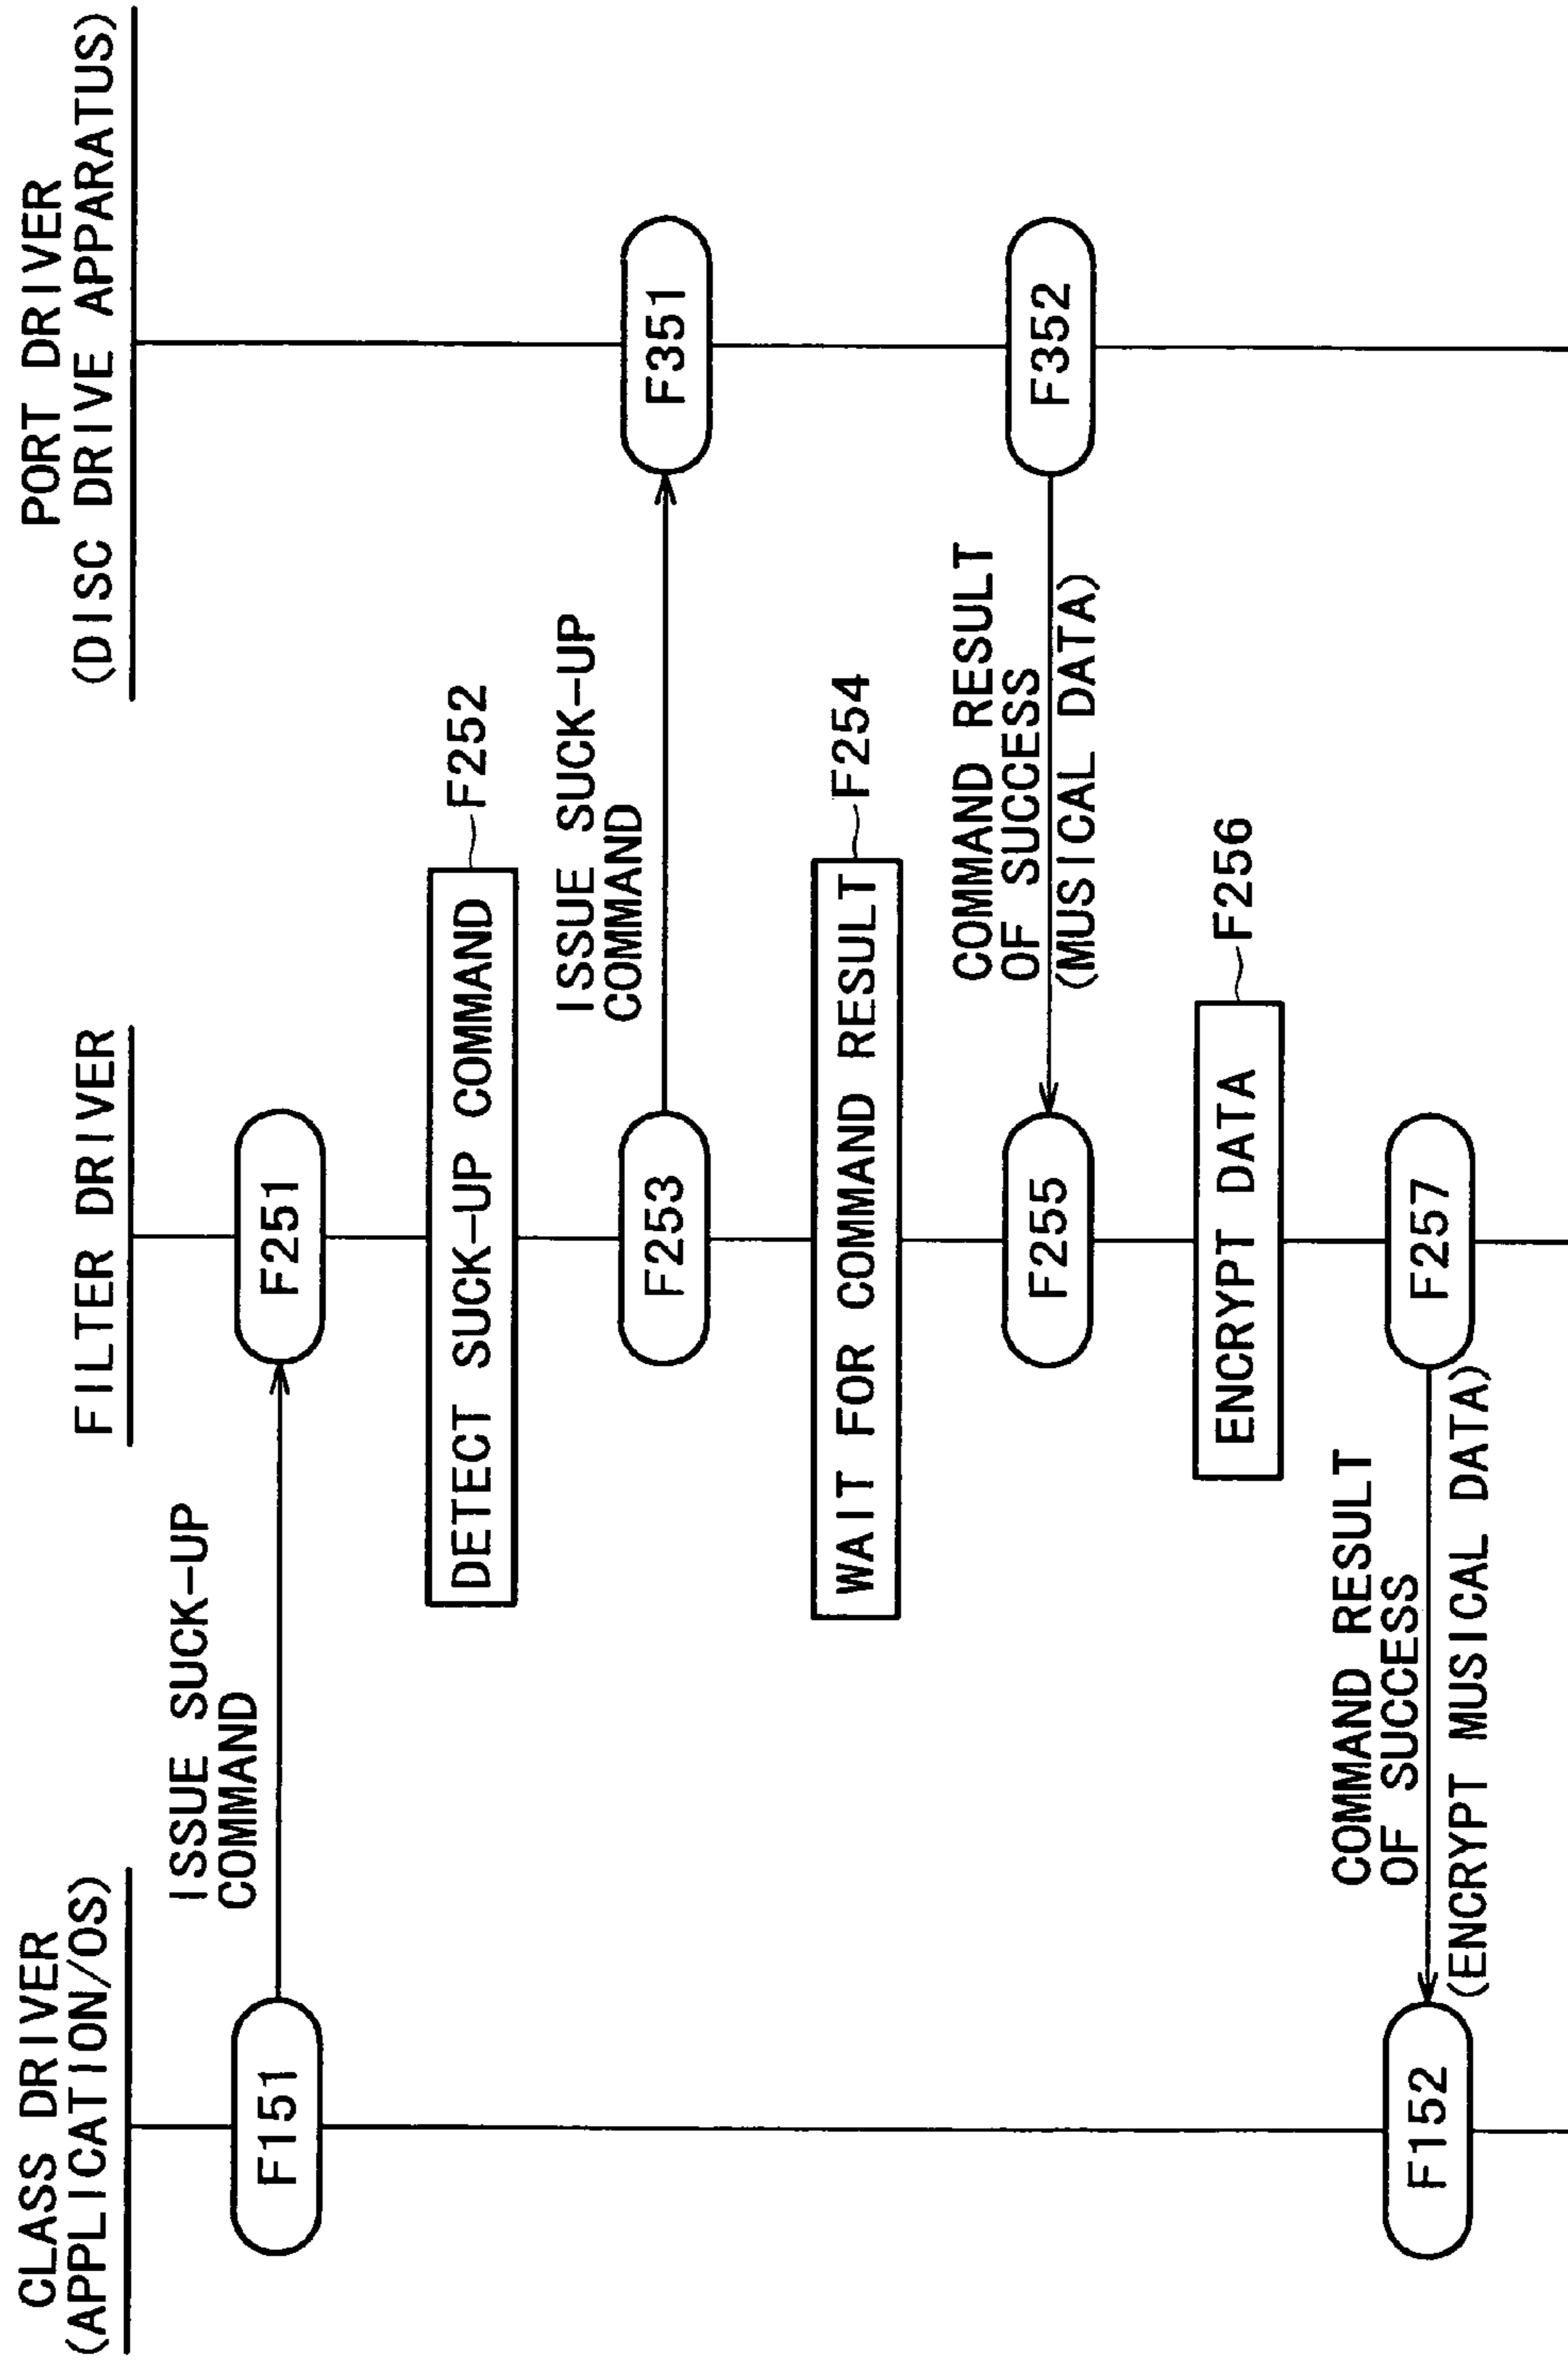 CLASS DRIVER
(APPLICATION/OS)
FILTER DRIVER
PORT DRIVER
(DISC DRIVE APPARATUS)
ISSUE SUCK-UP
COMMAND
F151
F251
DETECT SUCK-UP COMMAND
F252
ISSUE SUCK-UP
COMMAND
F253
F351
WAIT FOR COMMAND RESULT
F254
COMMAND RESULT
OF SUCCESS
(MUSICAL DATA)
F255
F352
ENCRYPT DATA
F256
COMMAND RESULT
OF SUCCESS
(ENCRYPT MUSICAL DATA)
F152
F257